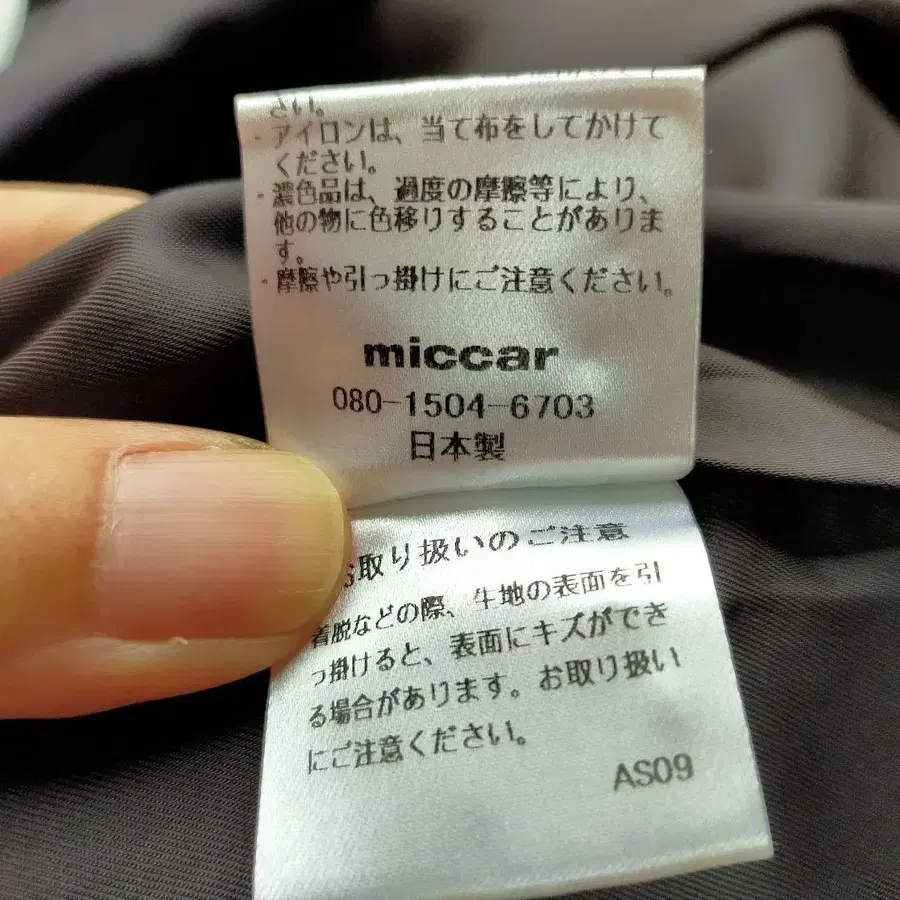 さい。
・アイロンは、当て布をしてかけて
ください。
・濃色品は、過度の摩擦等により、
他の物に色移りすることがありま
す。
・摩擦や引っ掛けにご注意ください。
miccar
080-1504-6703
日本製
お取り扱いのご注意
着脱などの際、生地の表面を引
っ掛けると、表面にキズができ
る場合があります。お取り扱い
にご注意ください。
AS09